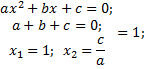 ax² + bx + c = 0;
a + b + c = 0;
x₁ = 1; x₂ = c/a = 1;